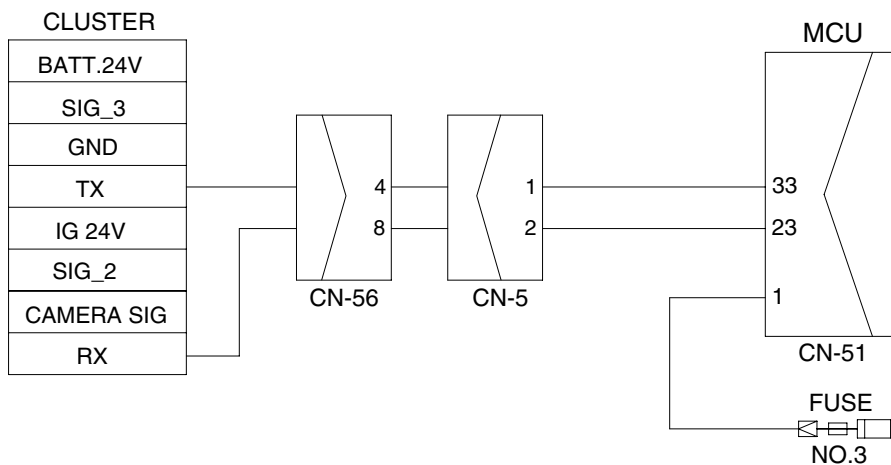 CLUSTER
BATT.24V
SIG_3
GND
TX
IG 24V
SIG_2
CAMERA SIG
RX
4
8
CN-56
1
2
CN-5
MCU
33
23
1
CN-51
FUSE
NO.3